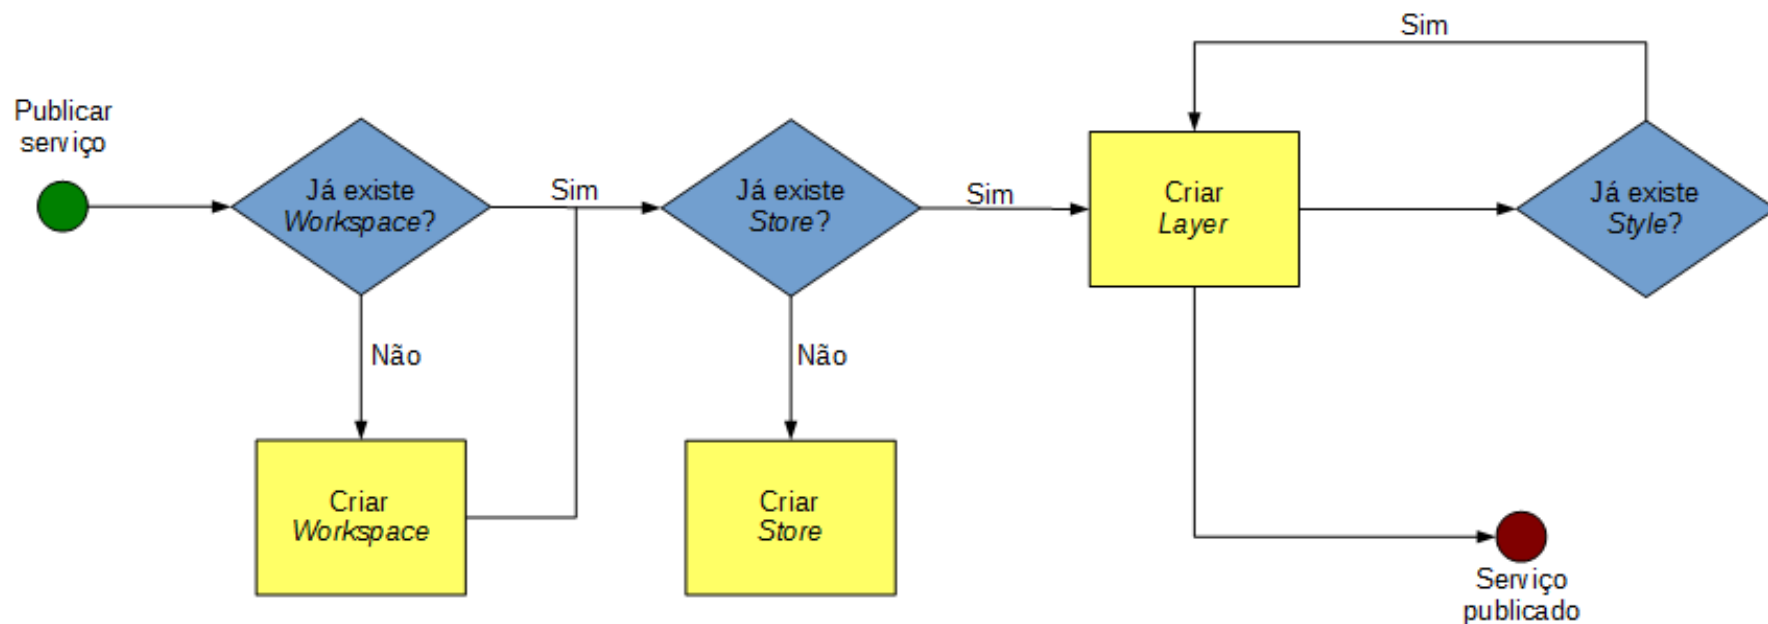 Publicar
serviço
Já existe
Workspace?
Sim
Não
Criar
Workspace
Já existe
Store?
Sim
Não
Criar
Store
Criar
Layer
Sim
Já existe
Style?
Serviço
publicado